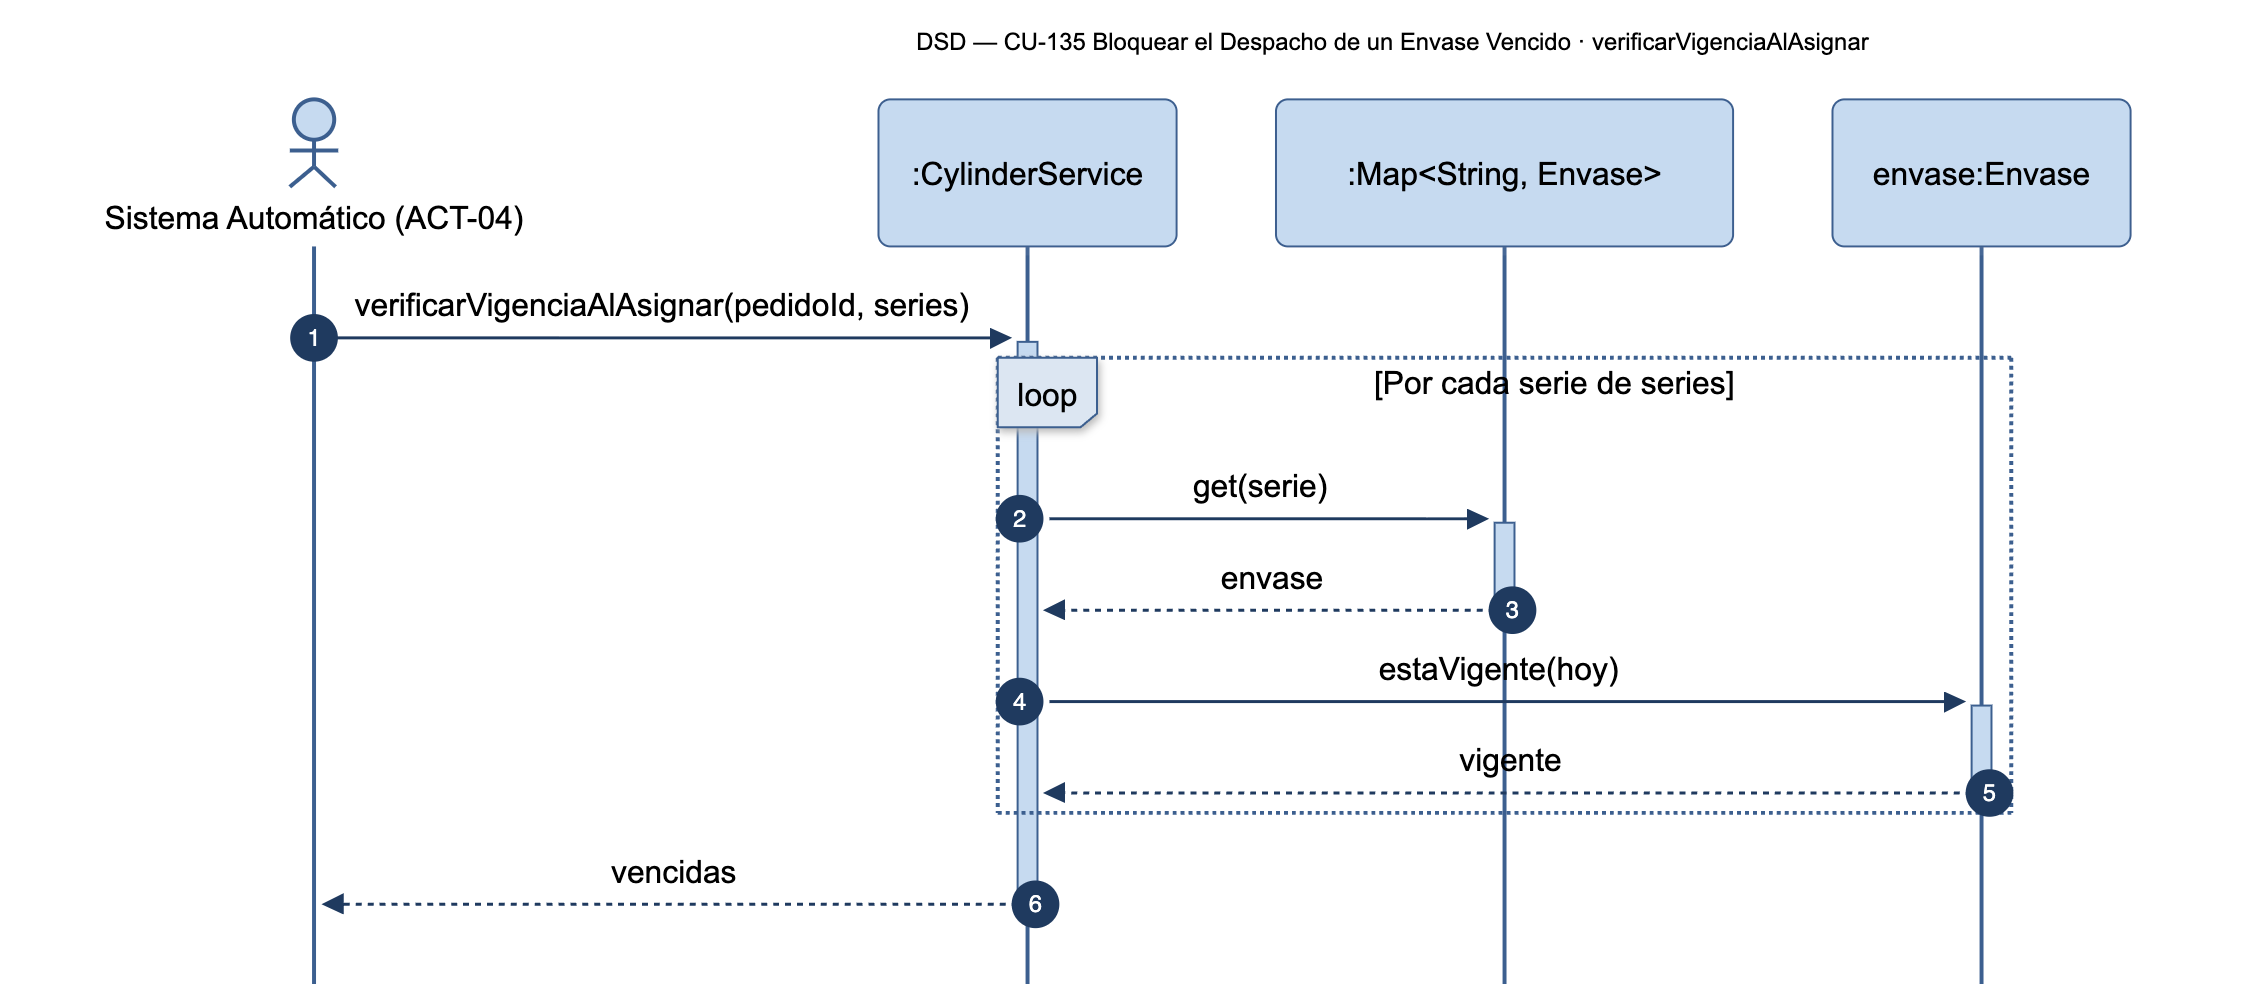 DSD — CU-135 Bloquear el Despacho de un Envase Vencido · verificarVigenciaAlAsignar
:CylinderService
:Map<String, Envase>
envase:Envase
Sistema Automático (ACT-04)
verificarVigenciaAlAsignar(pedidoId, series)
1
loop
[Por cada serie de series]
get(serie)
2
envase
3
estaVigente(hoy)
4
vigente
5
vencidas
6